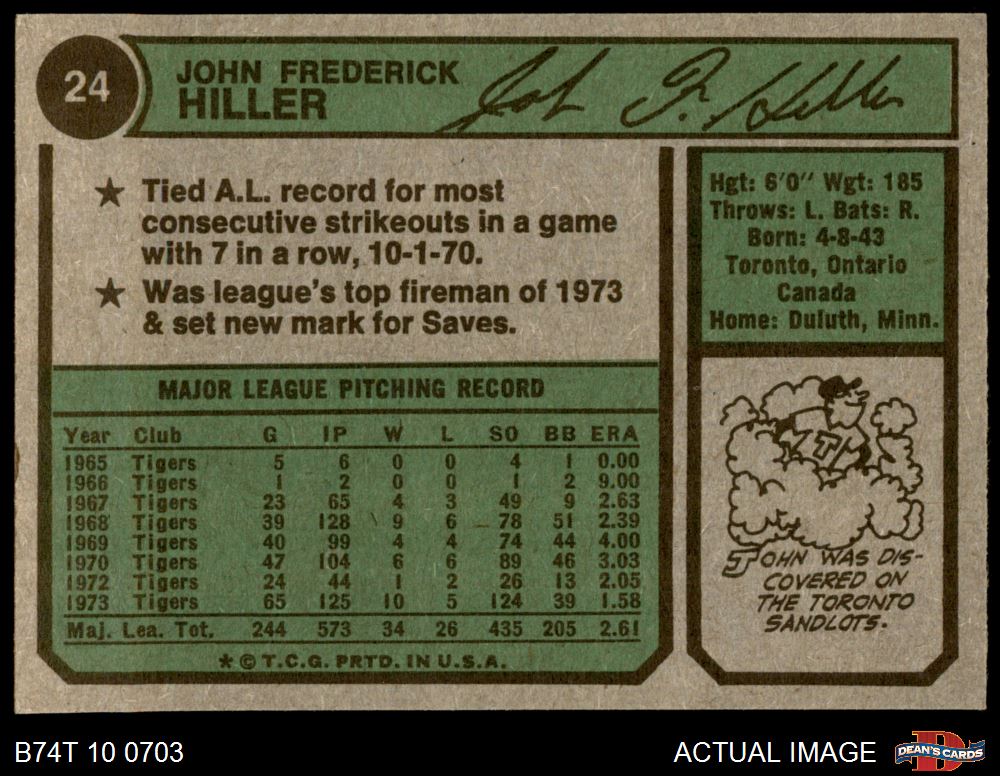 24
JOHN FREDERICK
HILLER
John F. Hiller
★ Tied A.L. record for most
consecutive strikeouts in a game
with 7 in a row, 10-1-70.
★ Was league's top fireman of 1973
& set new mark for Saves.
MAJOR LEAGUE PITCHING RECORD
Year Club G IP W L SO BB ERA
1965 Tigers 5 6 0 0 4 1 0.00
1966 Tigers 1 2 0 0 1 2 9.00
1967 Tigers 23 65 4 3 49 9 2.63
1968 Tigers 39 128 9 6 78 51 2.39
1969 Tigers 40 99 4 4 74 44 4.00
1970 Tigers 47 104 6 6 89 46 3.03
1972 Tigers 24 44 1 2 26 13 2.05
1973 Tigers 65 125 10 5 124 39 1.58
Maj. Lea. Tot. 244 573 34 26 435 205 2.61
★ © T.C.G. PRTD. IN U.S.A.
Hgt: 6'0" Wgt: 185
Throws: L. Bats: R.
Born: 4-8-43
Toronto, Ontario
Canada
Home: Duluth, Minn.
JOHN WAS DIS-
COVERED ON
THE TORONTO
SANDLOTS.
B74T 10 0703
ACTUAL IMAGE
D
DEAN'S CARDS